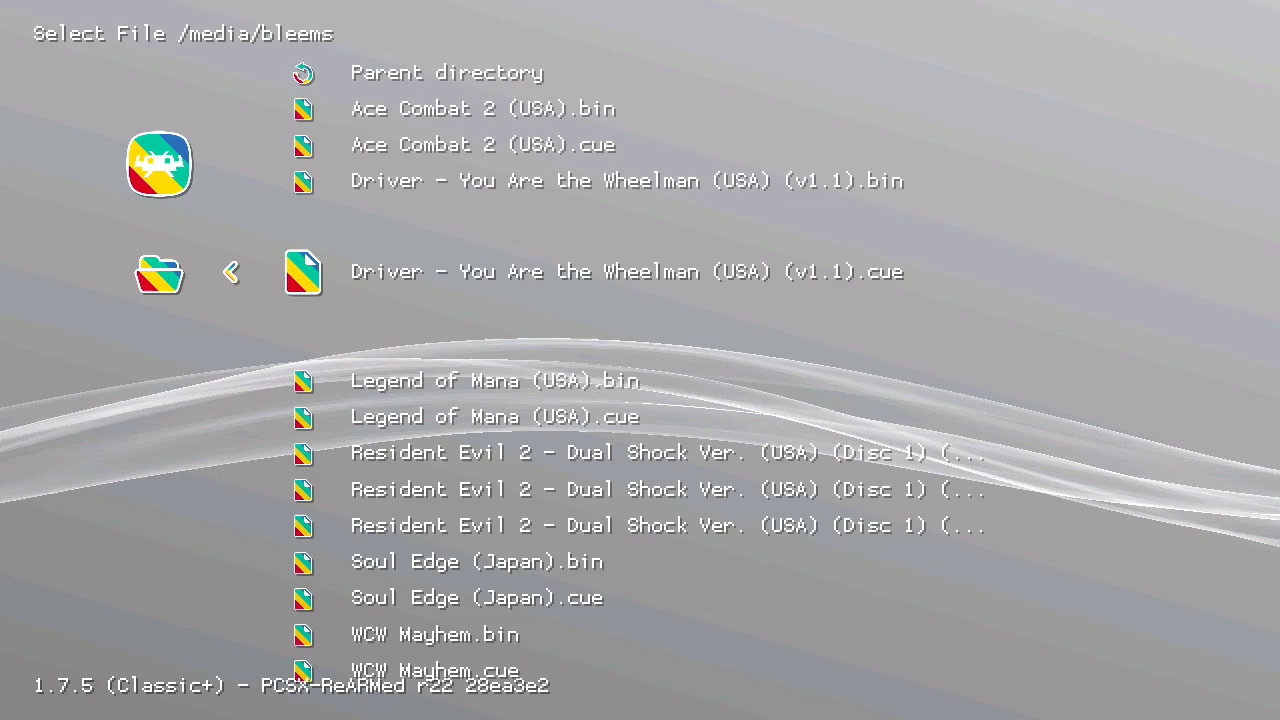 Select File /media/bleems
Parent directory
Ace Combat 2 (USA).bin
Ace Combat 2 (USA).cue
Driver - You Are the Wheelman (USA) (v1.1).bin
Driver - You Are the Wheelman (USA) (v1.1).cue
Legend of Mana (USA).bin
Legend of Mana (USA).cue
Resident Evil 2 - Dual Shock Ver. (USA) (Disc 1) (...
Resident Evil 2 - Dual Shock Ver. (USA) (Disc 1) (...
Resident Evil 2 - Dual Shock Ver. (USA) (Disc 1) (...
Soul Edge (Japan).bin
Soul Edge (Japan).cue
WCW Mayhem.bin
WCW Mayhem.cue
1.7.5 (Classic+) - PCSX-ReARMed r22 28ea3e2